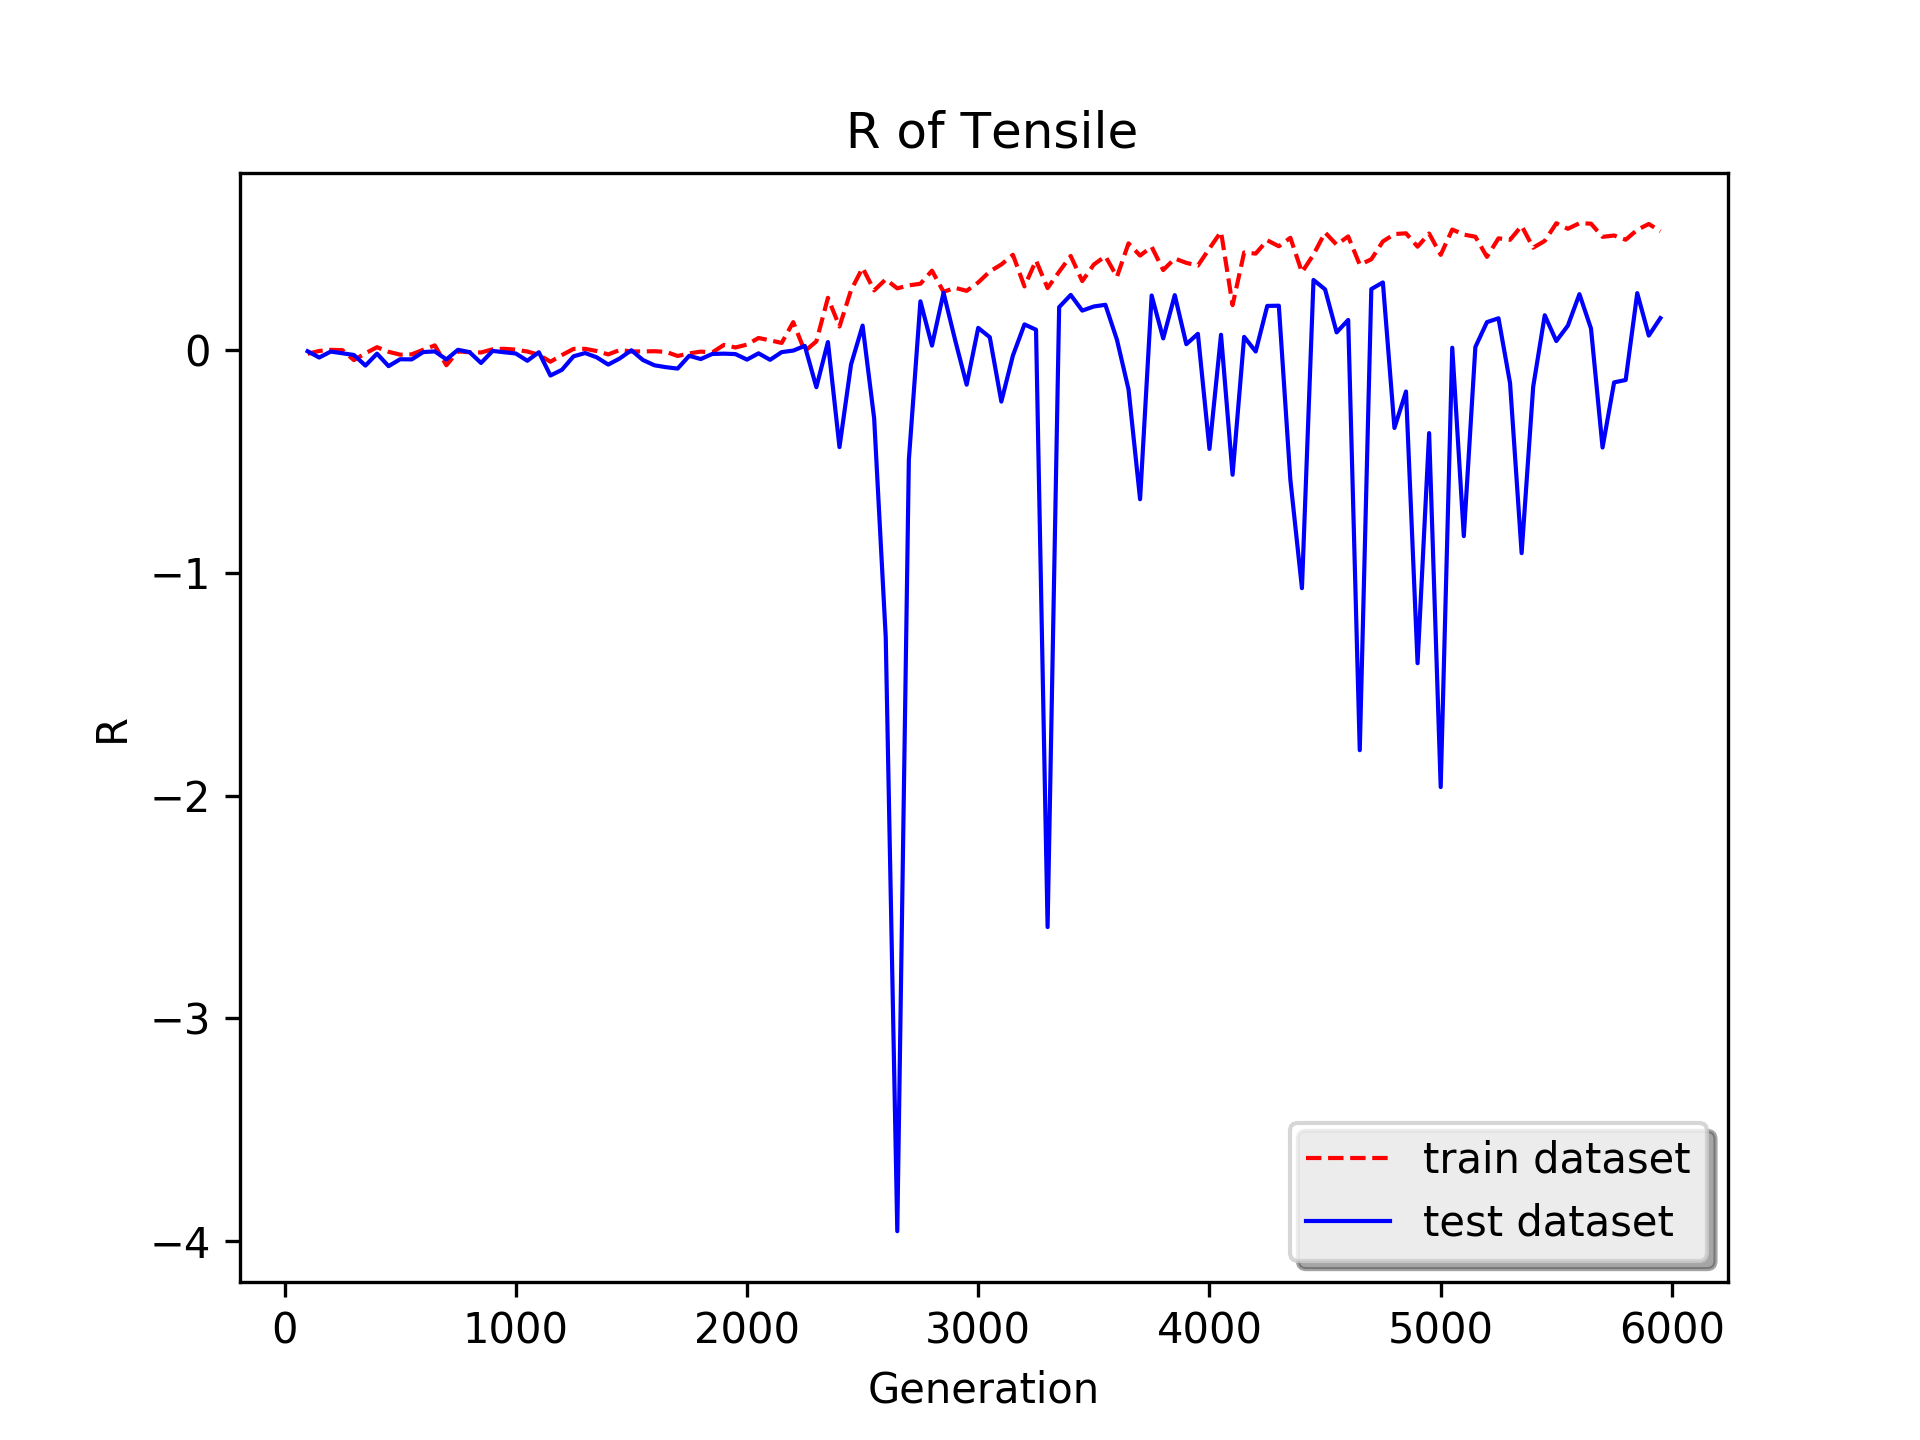 R of Tensile
R
0
−1
−2
−3
−4
train dataset
test dataset
0 1000 2000 3000 4000 5000 6000
Generation